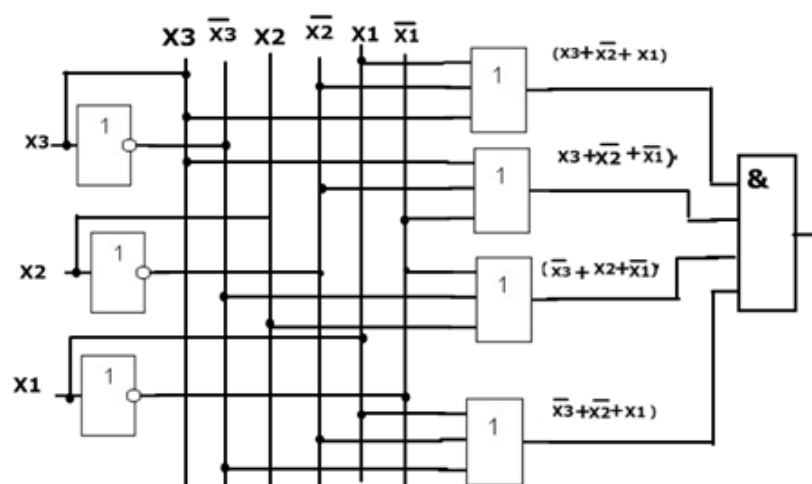 X3 x̅3 X2 x̅2 X1 x̅1
1
(x3+x̅2+x1)
1
X3
1
x3+x̅2+x̅1)
&
1
X2
1
(x̅3+x2+x̅1)
1
X1
1
x̅3+x̅2+x1)